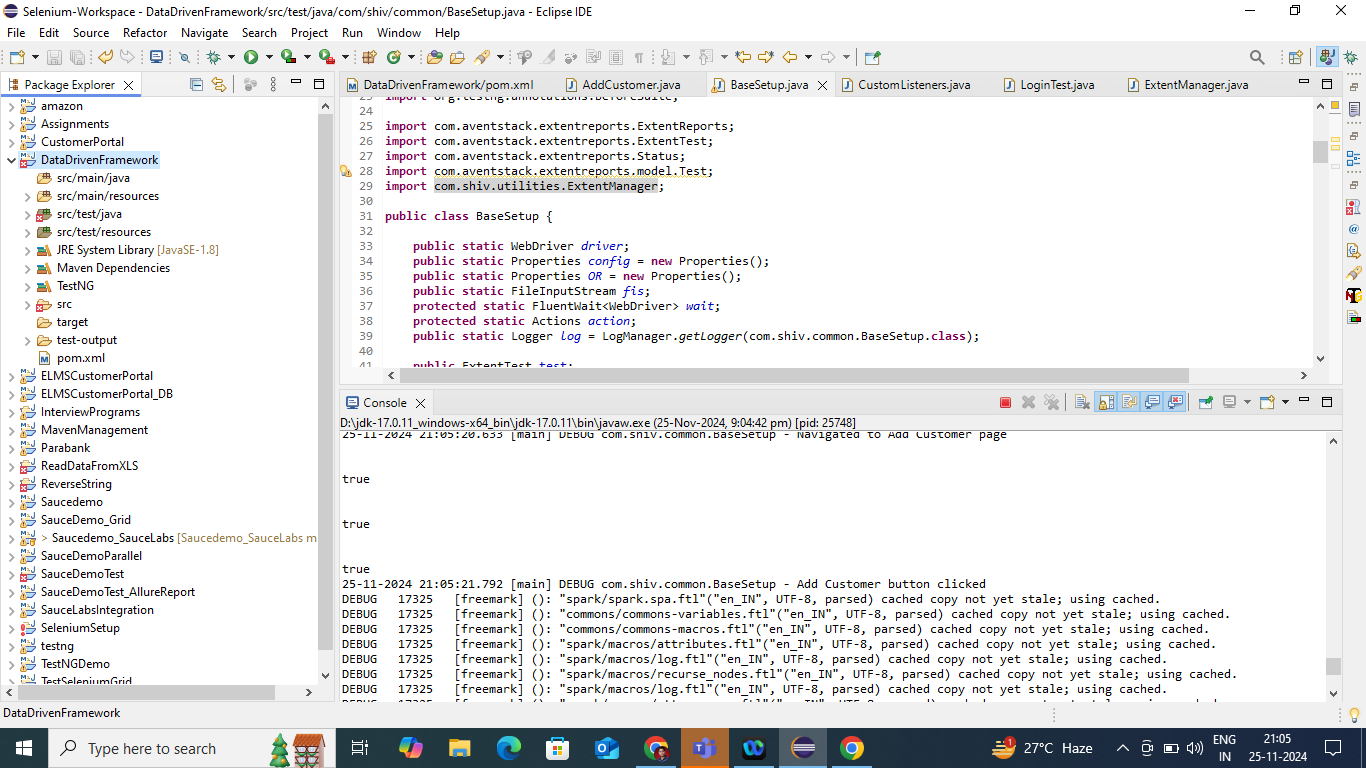 Selenium-Workspace - DataDrivenFramework/src/test/java/com/shiv/common/BaseSetup.java - Eclipse IDE
File Edit Source Refactor Navigate Search Project Run Window Help
Package Explorer
amazon
Assignments
CustomerPortal
DataDrivenFramework
src/main/java
src/main/resources
src/test/java
src/test/resources
JRE System Library [JavaSE-1.8]
Maven Dependencies
TestNG
src
target
test-output
pom.xml
ELMSCustomerPortal
ELMSCustomerPortal_DB
InterviewPrograms
MavenManagement
Parabank
ReadDataFromXLS
ReverseString
Saucedemo
SauceDemo_Grid
> Saucedemo_SauceLabs [Saucedemo_SauceLabs m
SauceDemoParallel
SauceDemoTest
SauceDemoTest_AllureReport
SauceLabsIntegration
SeleniumSetup
testng
TestNGDemo
TestSeleniumGrid
DataDrivenFramework/pom.xml AddCustomer.java BaseSetup.java CustomListeners.java LoginTest.java ExtentManager.java
23 import org.testng.annotations.BeforeSuite;
24
25 import com.aventstack.extentreports.ExtentReports;
26 import com.aventstack.extentreports.ExtentTest;
27 import com.aventstack.extentreports.Status;
28 import com.aventstack.extentreports.model.Test;
29 import com.shiv.utilities.ExtentManager;
30
31 public class BaseSetup {
32
33 public static WebDriver driver;
34 public static Properties config = new Properties();
35 public static Properties OR = new Properties();
36 public static FileInputStream fis;
37 protected static FluentWait<WebDriver> wait;
38 protected static Actions action;
39 public static Logger log = LogManager.getLogger(com.shiv.common.BaseSetup.class);
40
41 public ExtentTest test;
Console
D:\jdk-17.0.11_windows-x64_bin\jdk-17.0.11\bin\javaw.exe (25-Nov-2024, 9:04:42 pm) [pid: 25748]
25-11-2024 21:05:20.633 [main] DEBUG com.shiv.common.BaseSetup - Navigated to Add Customer page
true
true
true
25-11-2024 21:05:21.792 [main] DEBUG com.shiv.common.BaseSetup - Add Customer button clicked
DEBUG 17325 [freemark] (): "spark/spark.spa.ftl"("en_IN", UTF-8, parsed) cached copy not yet stale; using cached.
DEBUG 17325 [freemark] (): "commons/commons-variables.ftl"("en_IN", UTF-8, parsed) cached copy not yet stale; using cached.
DEBUG 17325 [freemark] (): "commons/commons-macros.ftl"("en_IN", UTF-8, parsed) cached copy not yet stale; using cached.
DEBUG 17325 [freemark] (): "spark/macros/attributes.ftl"("en_IN", UTF-8, parsed) cached copy not yet stale; using cached.
DEBUG 17325 [freemark] (): "spark/macros/log.ftl"("en_IN", UTF-8, parsed) cached copy not yet stale; using cached.
DEBUG 17325 [freemark] (): "spark/macros/recurse_nodes.ftl"("en_IN", UTF-8, parsed) cached copy not yet stale; using cached.
DEBUG 17325 [freemark] (): "spark/macros/log.ftl"("en_IN", UTF-8, parsed) cached copy not yet stale; using cached.
DataDrivenFramework
Type here to search
27°C Haze
ENG
IN
21:05
25-11-2024